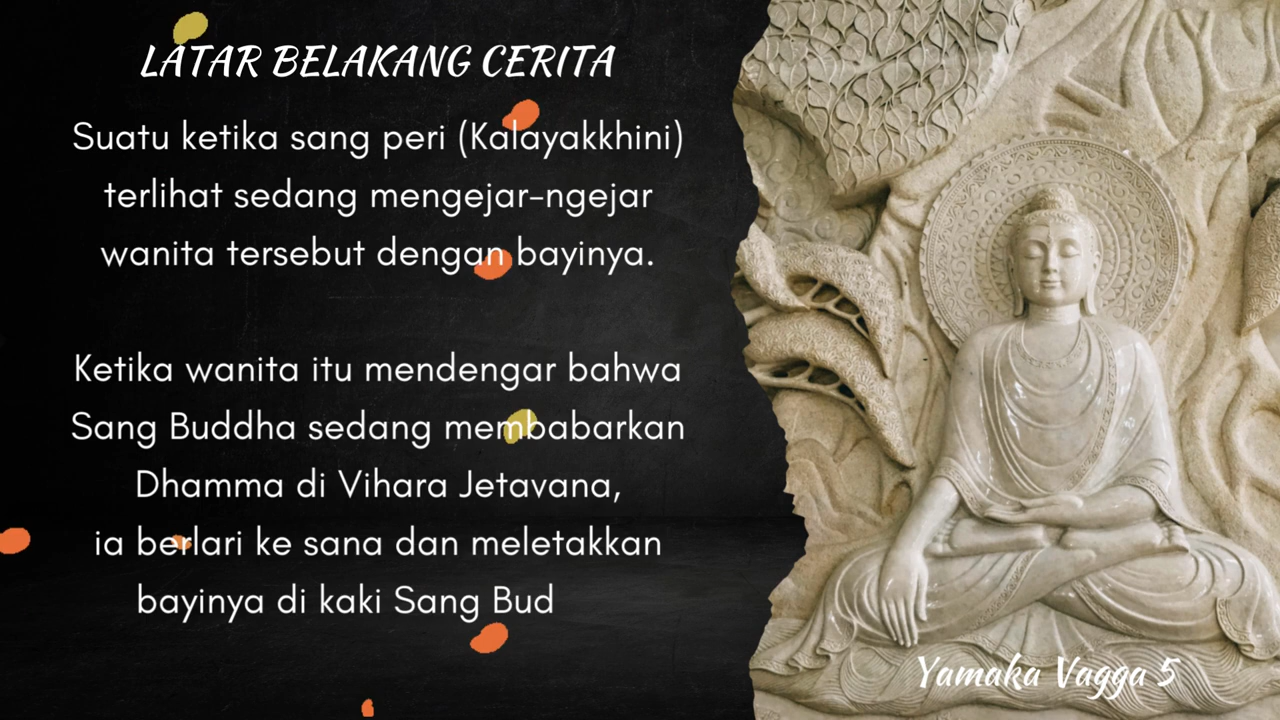 LATAR BELAKANG CERITA
Suatu ketika sang peri (Kalayakkhini)
terlihat sedang mengejar-ngejar
wanita tersebut dengan bayinya.
Ketika wanita itu mendengar bahwa
Sang Buddha sedang membabarkan
Dhamma di Vihara Jetavana,
ia berlari ke sana dan meletakkan
bayinya di kaki Sang Bud
Yamaka Vagga 5